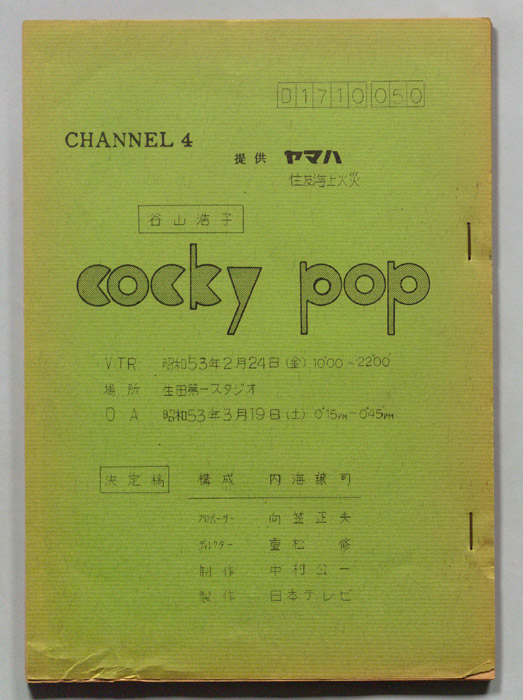 D1710050
CHANNEL 4
提供 ヤマハ
住友海上火災
谷山浩子
cocky pop
VTR 昭和53年2月24日(金) 10:00~22:00
場所 生田第一スタジオ
OA 昭和53年3月19日(土) 0:15PM~0:45PM
決定稿 構成 内海譲司
プロデューサー 向笠正夫
ディレクター 重松修
制作 中村公一
製作 日本テレビ